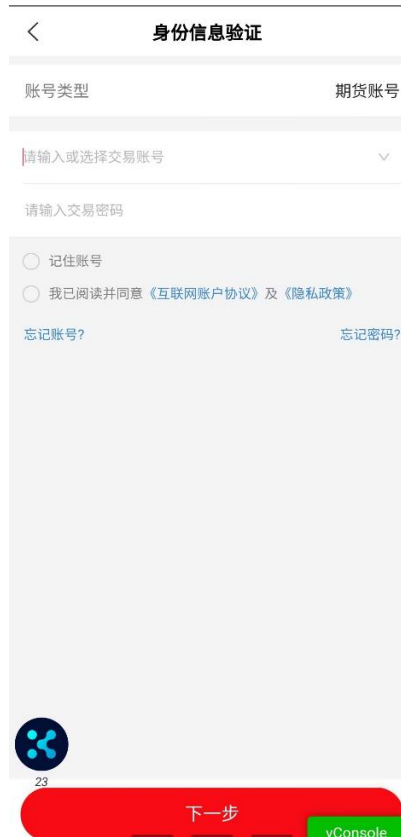 身份信息验证
账号类型 期货账号
请输入或选择交易账号
请输入交易密码
记住账号
我已阅读并同意《互联网账户协议》及《隐私政策》
忘记账号? 忘记密码?
23
下一步
vConsole